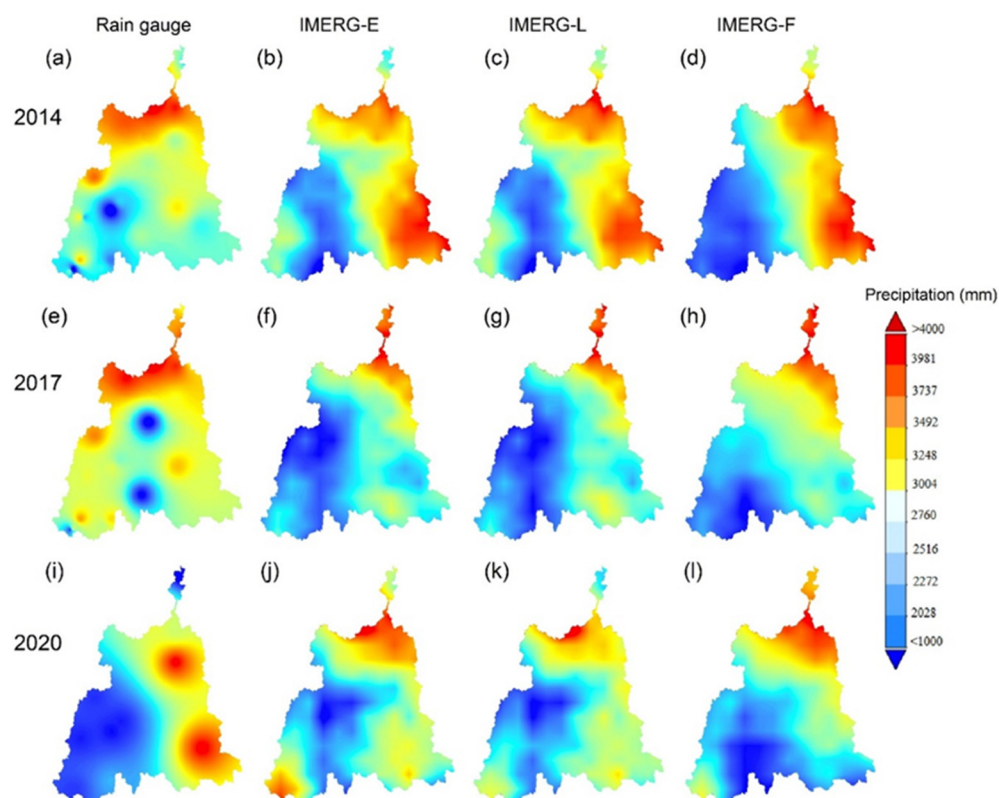 Rain gauge IMERG-E IMERG-L IMERG-F
(a) (b) (c) (d)
2014
(e) (f) (g) (h)
2017
Precipitation (mm)
>4000
3981
3737
3492
3248
3004
2760
2516
2272
2028
<1000
(i) (j) (k) (l)
2020